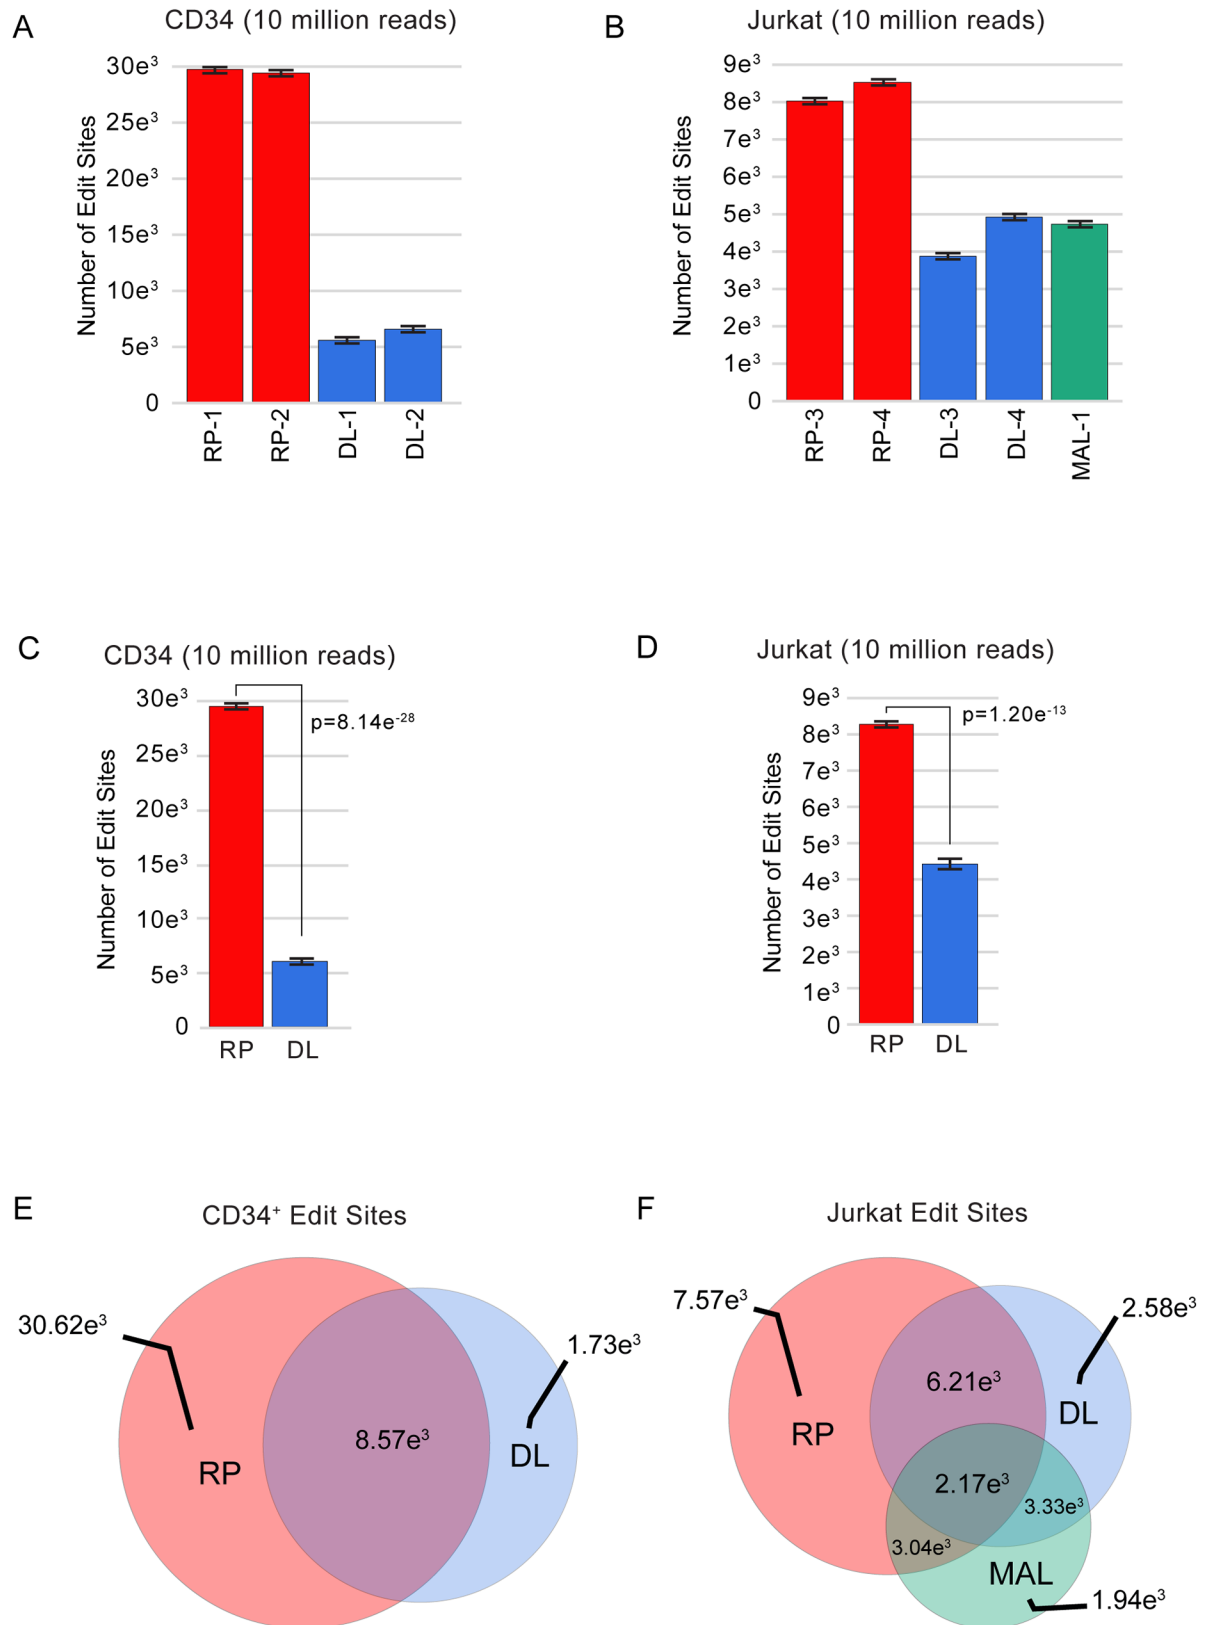 A
CD34 (10 million reads)
Number of Edit Sites
30e³
25e³
20e³
15e³
10e³
5e³
0
RP-1
RP-2
DL-1
DL-2
B
Jurkat (10 million reads)
Number of Edit Sites
9e³
8e³
7e³
6e³
5e³
4e³
3e³
2e³
1e³
0
RP-3
RP-4
DL-3
DL-4
MAL-1
C
CD34 (10 million reads)
Number of Edit Sites
30e³
25e³
20e³
15e³
10e³
5e³
0
p=8.14e⁻²⁸
RP
DL
D
Jurkat (10 million reads)
Number of Edit Sites
9e³
8e³
7e³
6e³
5e³
4e³
3e³
2e³
1e³
0
p=1.20e⁻¹³
RP
DL
E
CD34⁺ Edit Sites
30.62e³
1.73e³
8.57e³
RP
DL
F
Jurkat Edit Sites
7.57e³
2.58e³
6.21e³
DL
RP
2.17e³
3.33e³
3.04e³
MAL
1.94e³